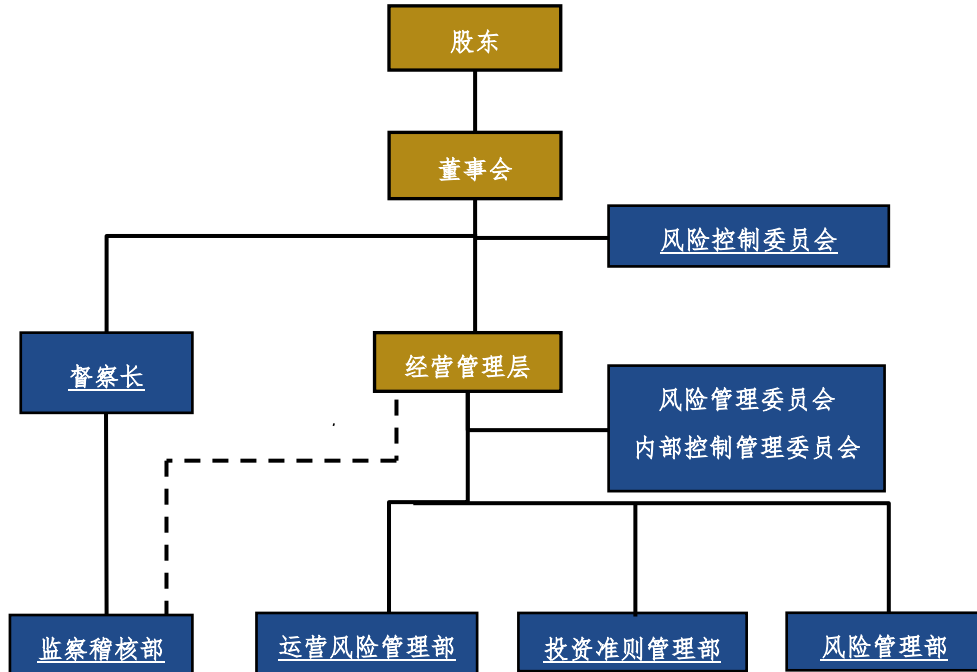 股东
董事会
风险控制委员会
督察长
经营管理层
风险管理委员会
内部控制管理委员会
监察稽核部
运营风险管理部
投资准则管理部
风险管理部